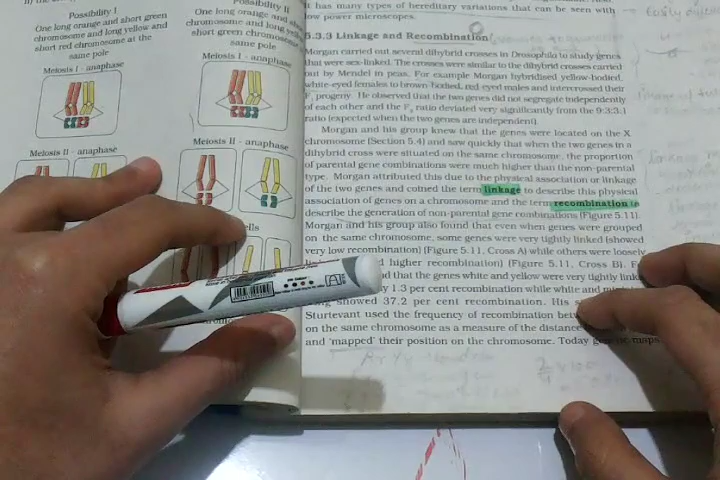 Possibility I
One long orange and short green
chromosome and long yellow and
short red chromosome at the
same pole
Meiosis I - anaphase
Meiosis II - anaphase
Possibility II
One long orange and
chromosome and long
short green chromosome
same pole
Meiosis I - anaphase
Meiosis II - anaphase
has many types of hereditary variations that can be seen with
low power microscopes.
5.3.3 Linkage and Recombination
Morgan carried out several dihybrid crosses in Drosophila to study genes
that were sex-linked. The crosses were similar to the dihybrid crosses carried
out by Mendel in peas. For example Morgan hybridised yellow-bodied,
white-eyed females to brown-bodied, red eyed males and intercrossed their
F1 progeny. He observed that the two genes did not segregate independently
of each other and the F2 ratio deviated very significantly from the 9:3:3:1
ratio (expected when the two genes are independent).
Morgan and his group knew that the genes were located on the X
chromosome (Section 5.4) and saw quickly that when the two genes in a
dihybrid cross were situated on the same chromosome, the proportion
of parental gene combinations were much higher than the non-parental
type. Morgan attributed this due to the physical association or linkage
of the two genes and coined the term linkage to describe this physical
association of genes on a chromosome and the term recombination to
describe the generation of non-parental gene combinations (Figure 5.11).
Morgan and his group also found that even when genes were grouped
on the same chromosome, some genes were very tightly linked (showed
very low recombination) (Figure 5.11, Cross A) while others were loosely
higher recombination) (Figure 5.11, Cross B).
that the genes white and yellow were very tightly
1.3 per cent recombination while white and
showed 37.2 per cent recombination. His
Sturtevant used the frequency of recombination
on the same chromosome as a measure of the distance
and 'mapped' their position on the chromosome. Today genetic maps